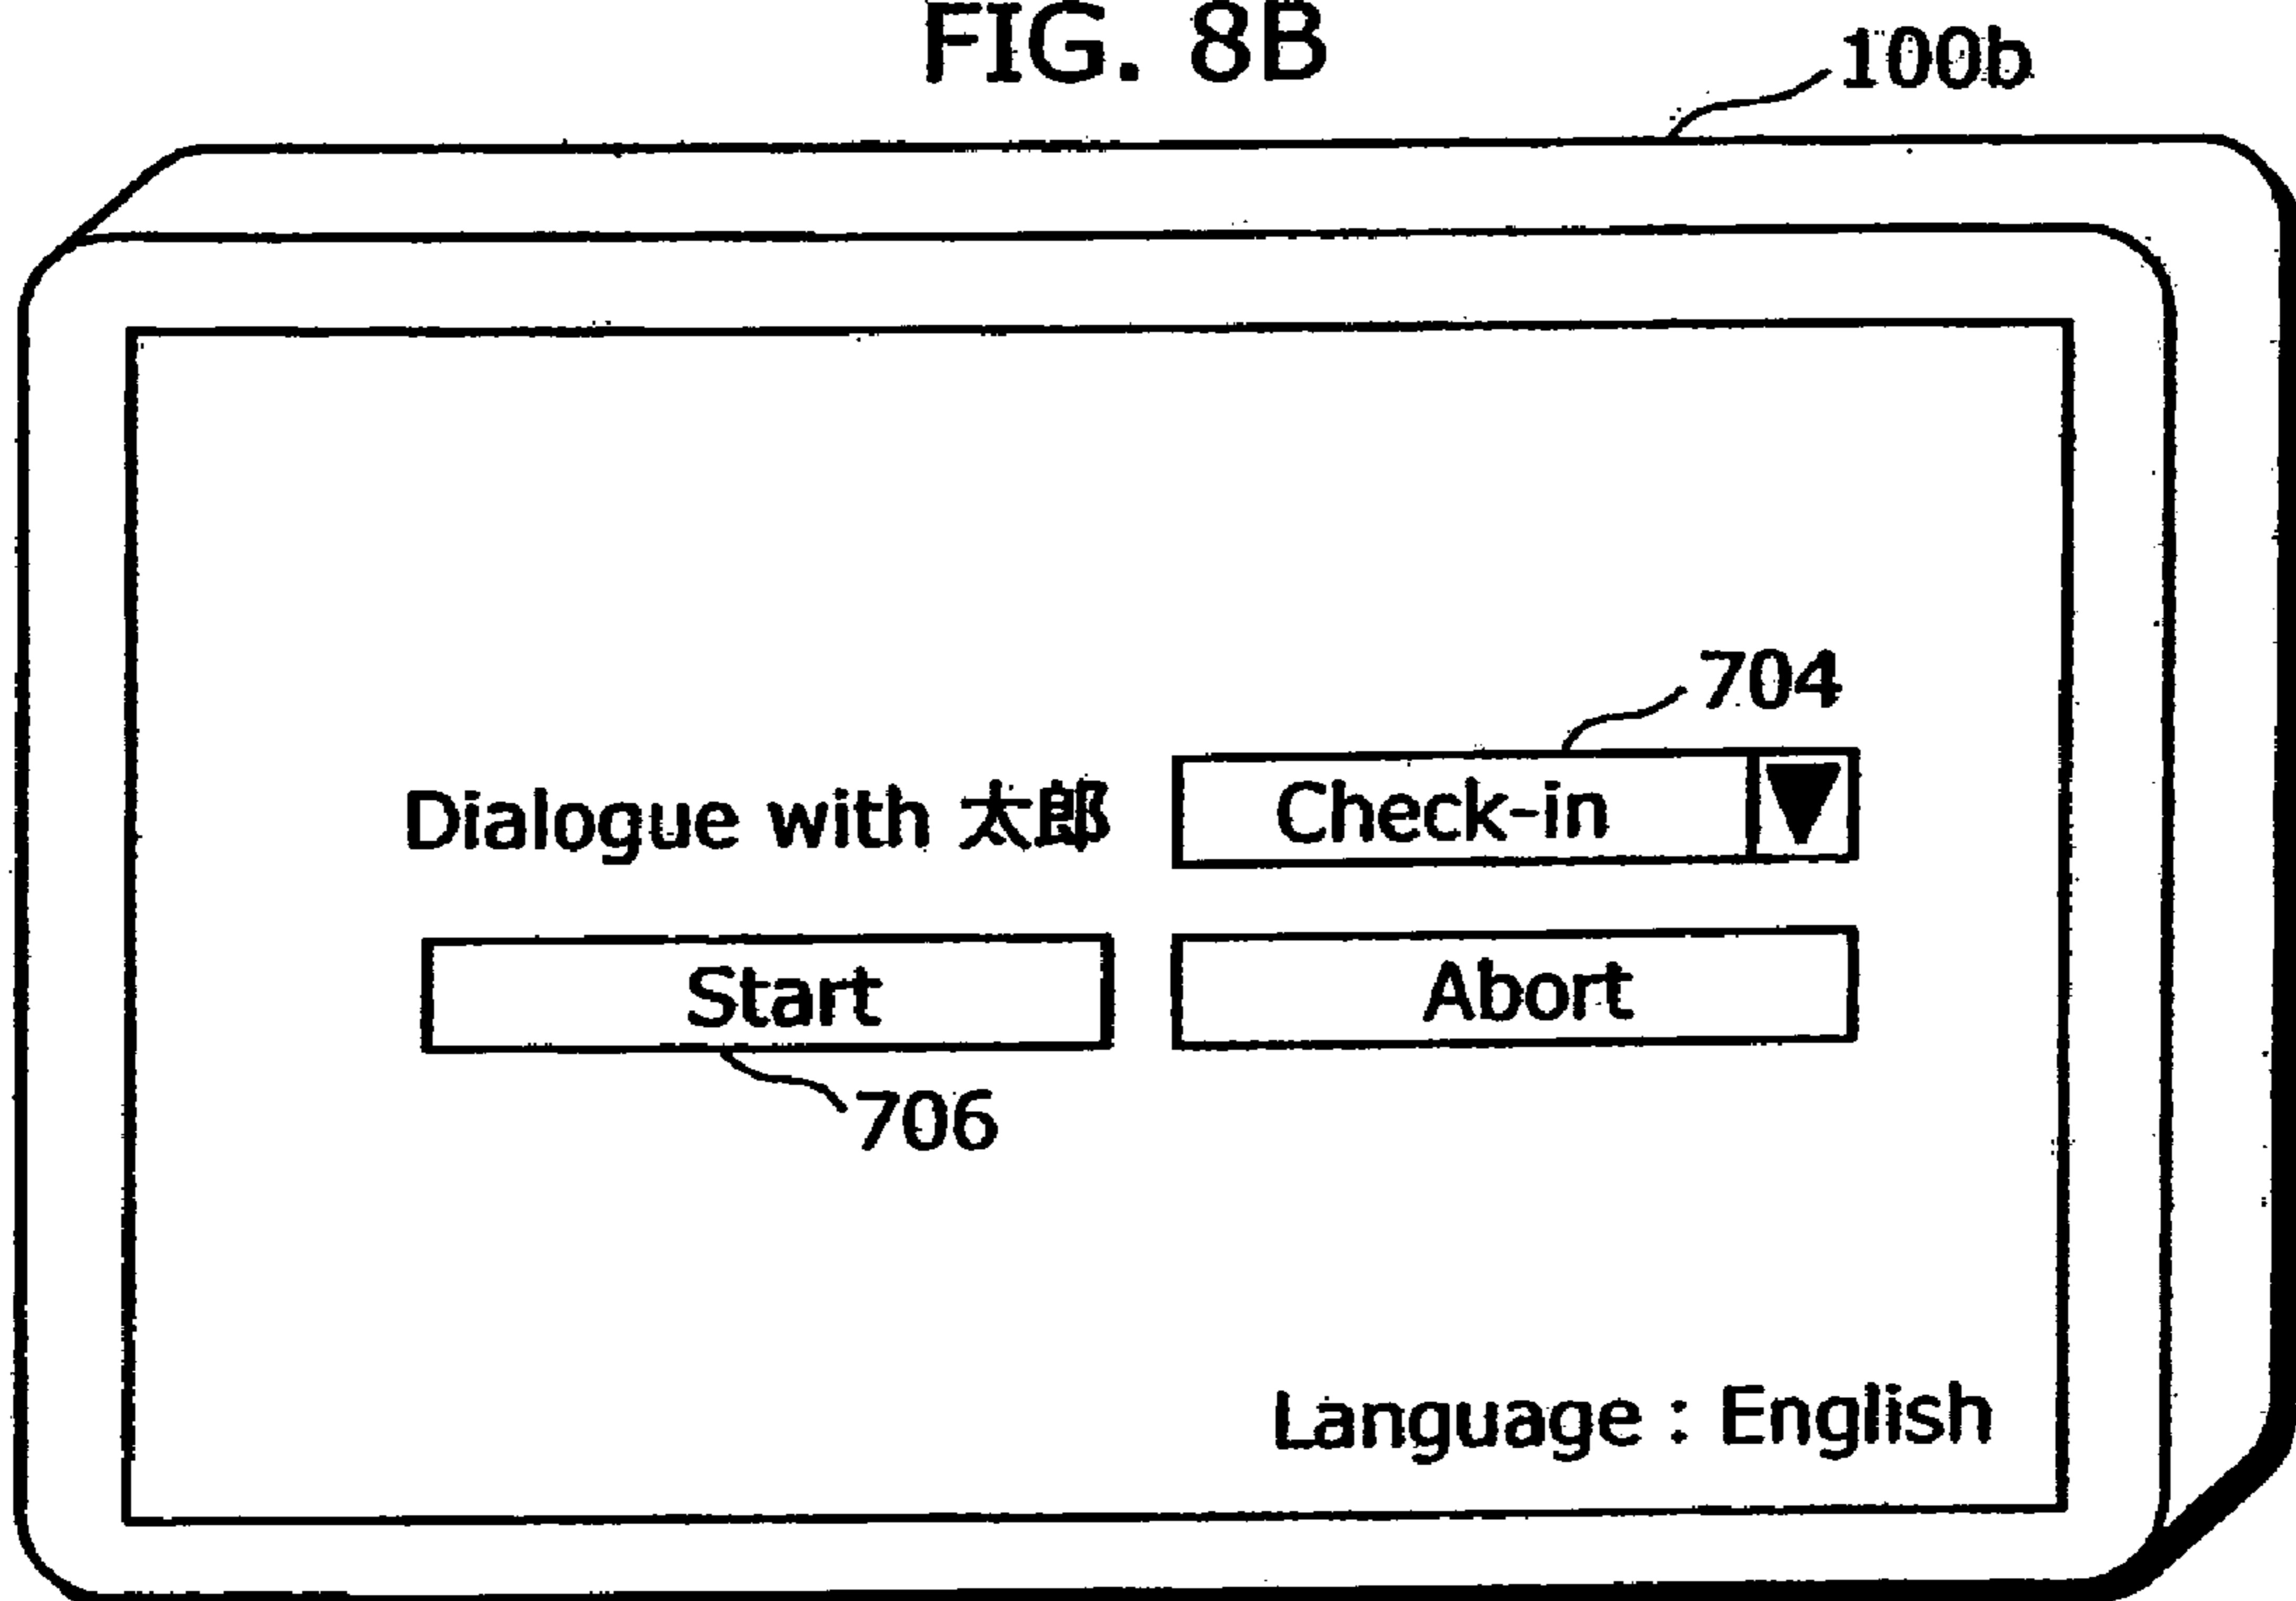 FIG. 8B
100b
704
Dialogue with 太郎 Check-in
Start Abort
706
Language : English